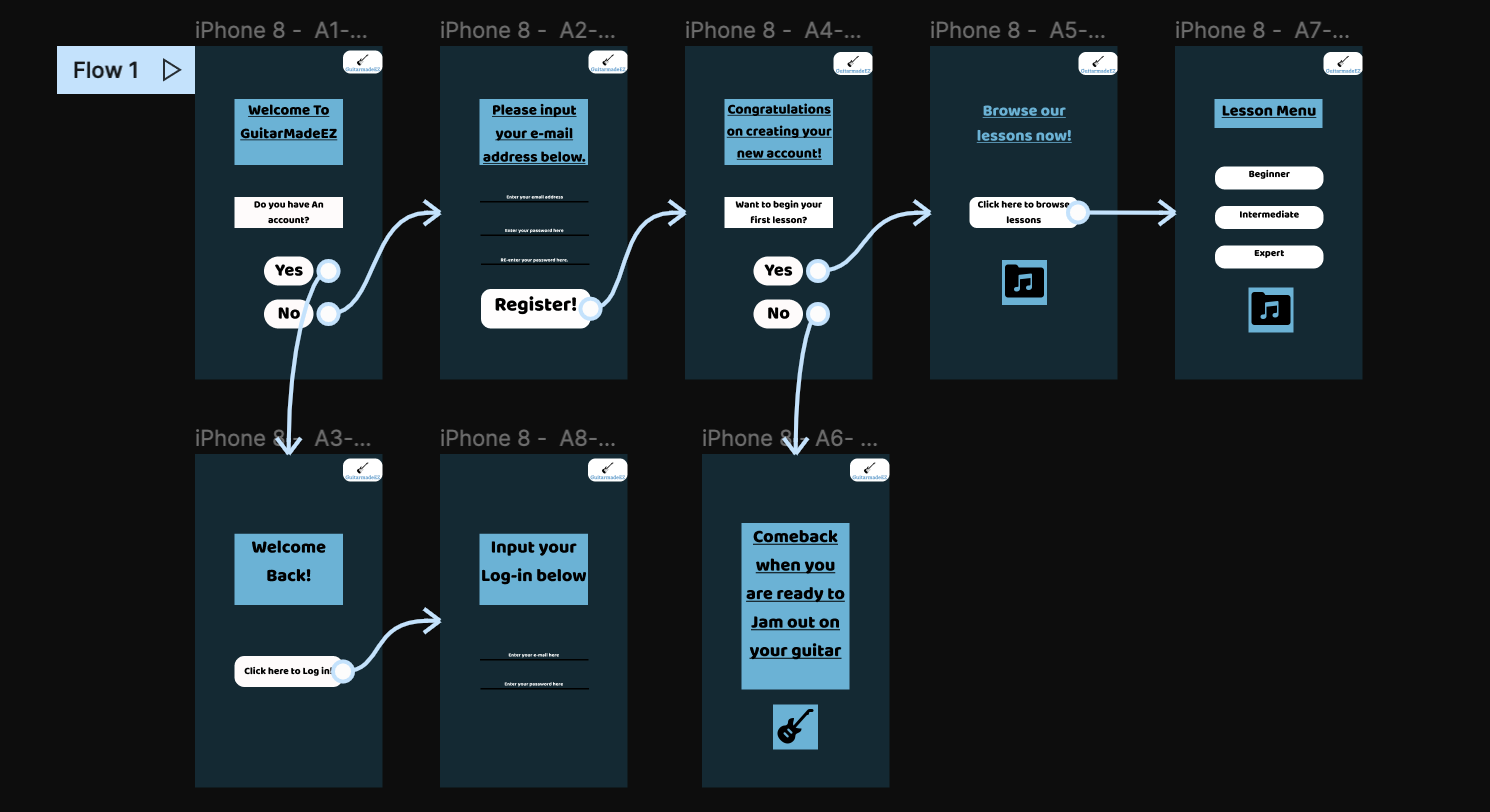 Flow 1
iPhone 8 - A1-...
GuitarmadeEZ
Welcome To
GuitarMadeEZ
Do you have An
account?
Yes
No
iPhone 8 - A2-...
GuitarmadeEZ
Please input
your e-mail
address below.
Enter your email address
Enter your password here
RE-enter your password here.
Register!
iPhone 8 - A4-...
GuitarmadeEZ
Congratulations
on creating your
new account!
Want to begin your
first lesson?
Yes
No
iPhone 8 - A5-...
GuitarmadeEZ
Browse our
lessons now!
Click here to browse
lessons
iPhone 8 - A7-...
GuitarmadeEZ
Lesson Menu
Beginner
Intermediate
Expert
iPhone 8 - A3-...
GuitarmadeEZ
Welcome
Back!
Click here to Log in!
iPhone 8 - A8-...
GuitarmadeEZ
Input your
Log-in below
Enter your e-mail here
Enter your password here
iPhone 8 - A6- ...
GuitarmadeEZ
Comeback
when you
are ready to
Jam out on
your guitar